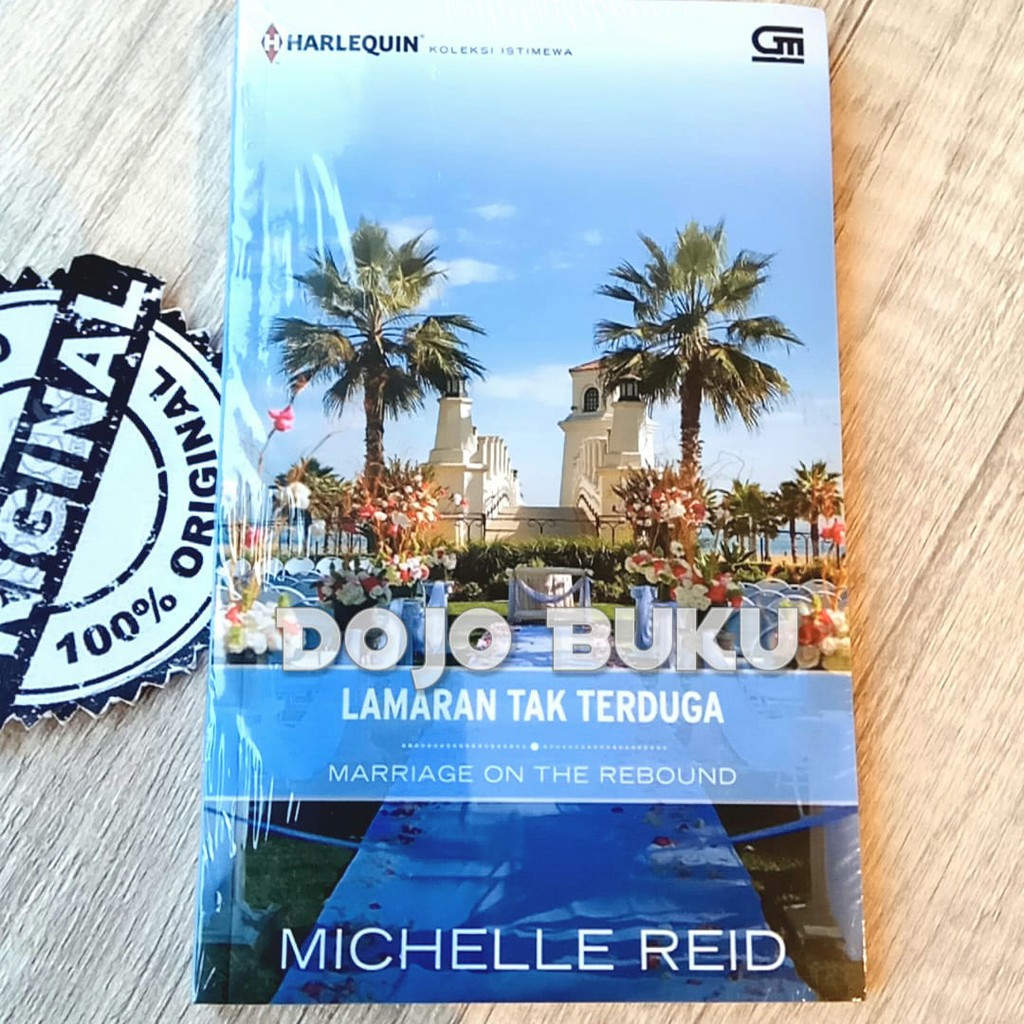 HARLEQUIN® KOLEKSI ISTIMEWA
GM
DOJO BUKU
LAMARAN TAK TERDUGA
MARRIAGE ON THE REBOUND
MICHELLE REID
ORIGINAL
ORIGINAL
100%